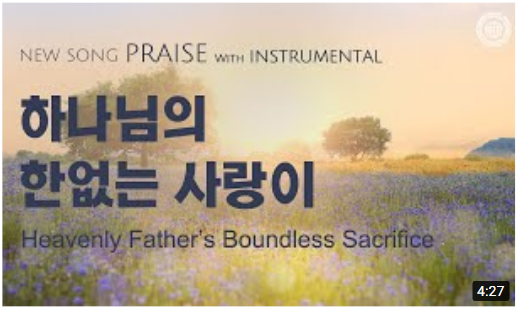 NEW SONG PRAISE WITH INSTRUMENTAL
하나님의
한없는 사랑이
Heavenly Father's Boundless Sacrifice
4:27